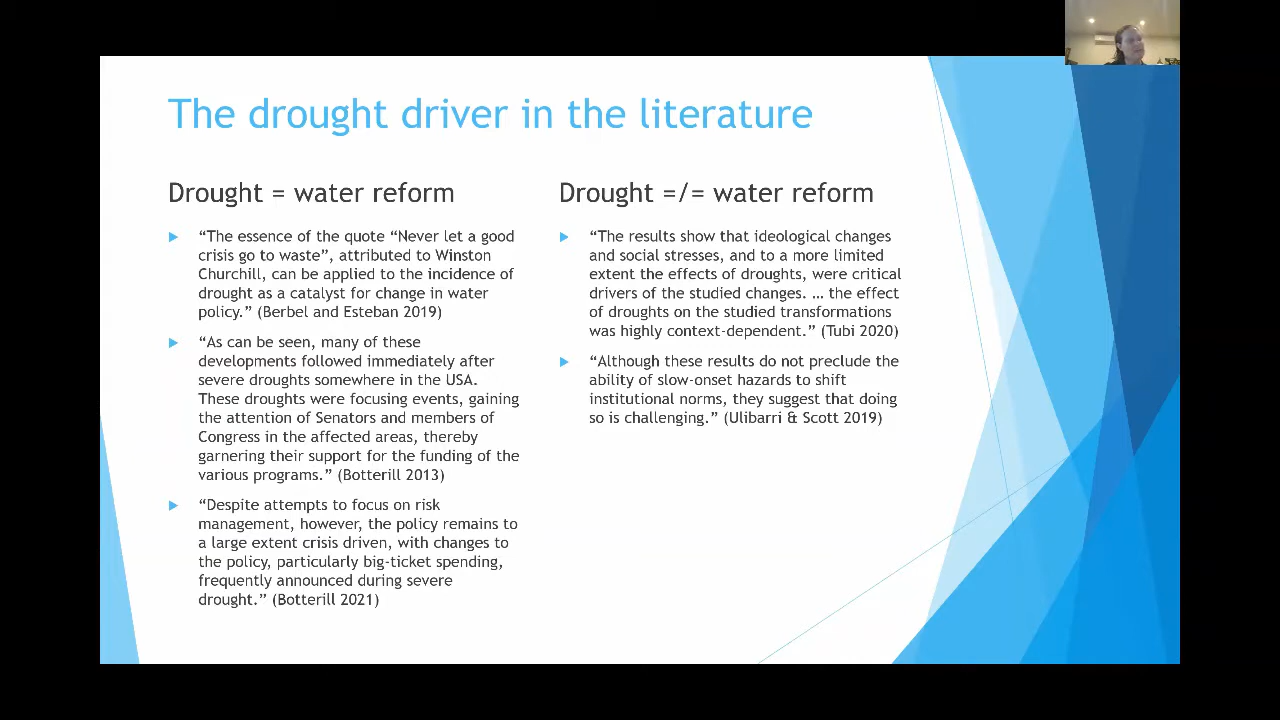 The drought driver in the literature
Drought = water reform
“The essence of the quote “Never let a good
crisis go to waste”, attributed to Winston
Churchill, can be applied to the incidence of
drought as a catalyst for change in water
policy.” (Berbel and Esteban 2019)
“As can be seen, many of these
developments followed immediately after
severe droughts somewhere in the USA.
These droughts were focusing events, gaining
the attention of Senators and members of
Congress in the affected areas, thereby
garnering their support for the funding of the
various programs.” (Botterill 2013)
“Despite attempts to focus on risk
management, however, the policy remains to
a large extent crisis driven, with changes to
the policy, particularly big-ticket spending,
frequently announced during severe
drought.” (Botterill 2021)
Drought =/= water reform
“The results show that ideological changes
and social stresses, and to a more limited
extent the effects of droughts, were critical
drivers of the studied changes. … the effect
of droughts on the studied transformations
was highly context-dependent.” (Tubi 2020)
“Although these results do not preclude the
ability of slow-onset hazards to shift
institutional norms, they suggest that doing
so is challenging.” (Ulibarri & Scott 2019)